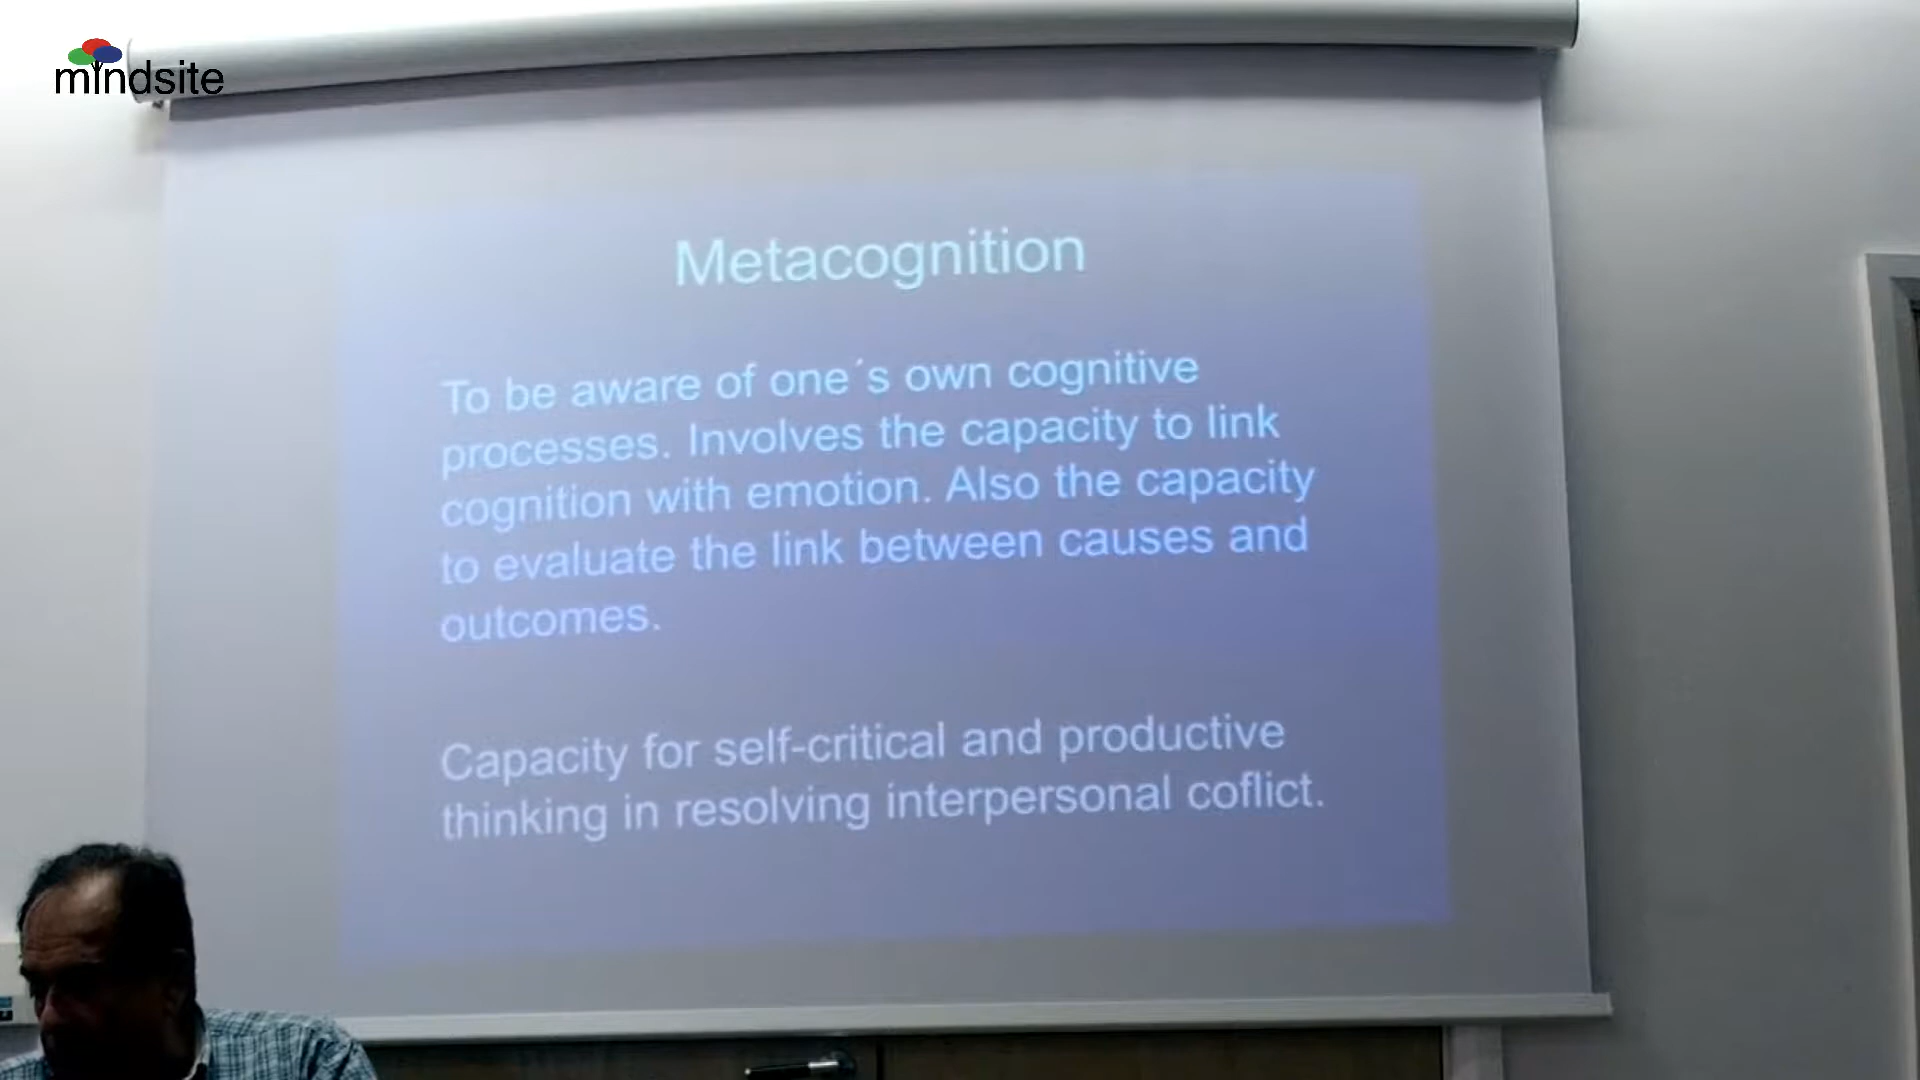 mindsite
Metacognition
To be aware of one´s own cognitive
processes. Involves the capacity to link
cognition with emotion. Also the capacity
to evaluate the link between causes and
outcomes.
Capacity for self-critical and productive
thinking in resolving interpersonal coflict.